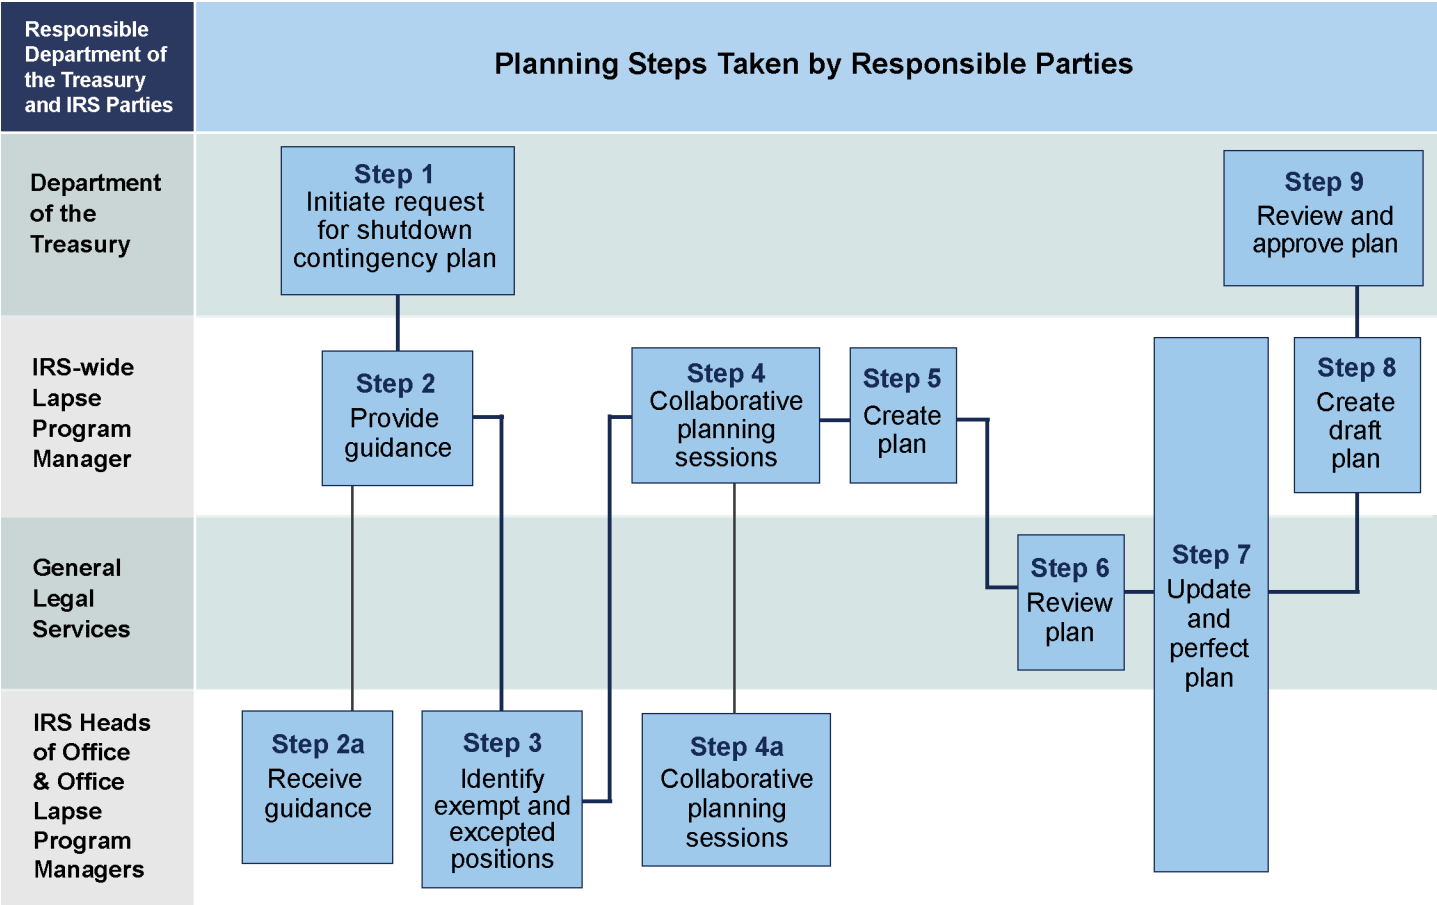 Responsible
Department of
the Treasury
and IRS Parties
Planning Steps Taken by Responsible Parties
Department
of the
Treasury
Step 1
Initiate request
for shutdown
contingency plan
Step 9
Review and
approve plan
IRS-wide
Lapse
Program
Manager
Step 2
Provide
guidance
Step 4
Collaborative
planning
sessions
Step 5
Create
plan
Step 8
Create
draft
plan
General
Legal
Services
Step 6
Review
plan
Step 7
Update
and
perfect
plan
IRS Heads
of Office
& Office
Lapse
Program
Managers
Step 2a
Receive
guidance
Step 3
Identify
exempt and
excepted
positions
Step 4a
Collaborative
planning
sessions